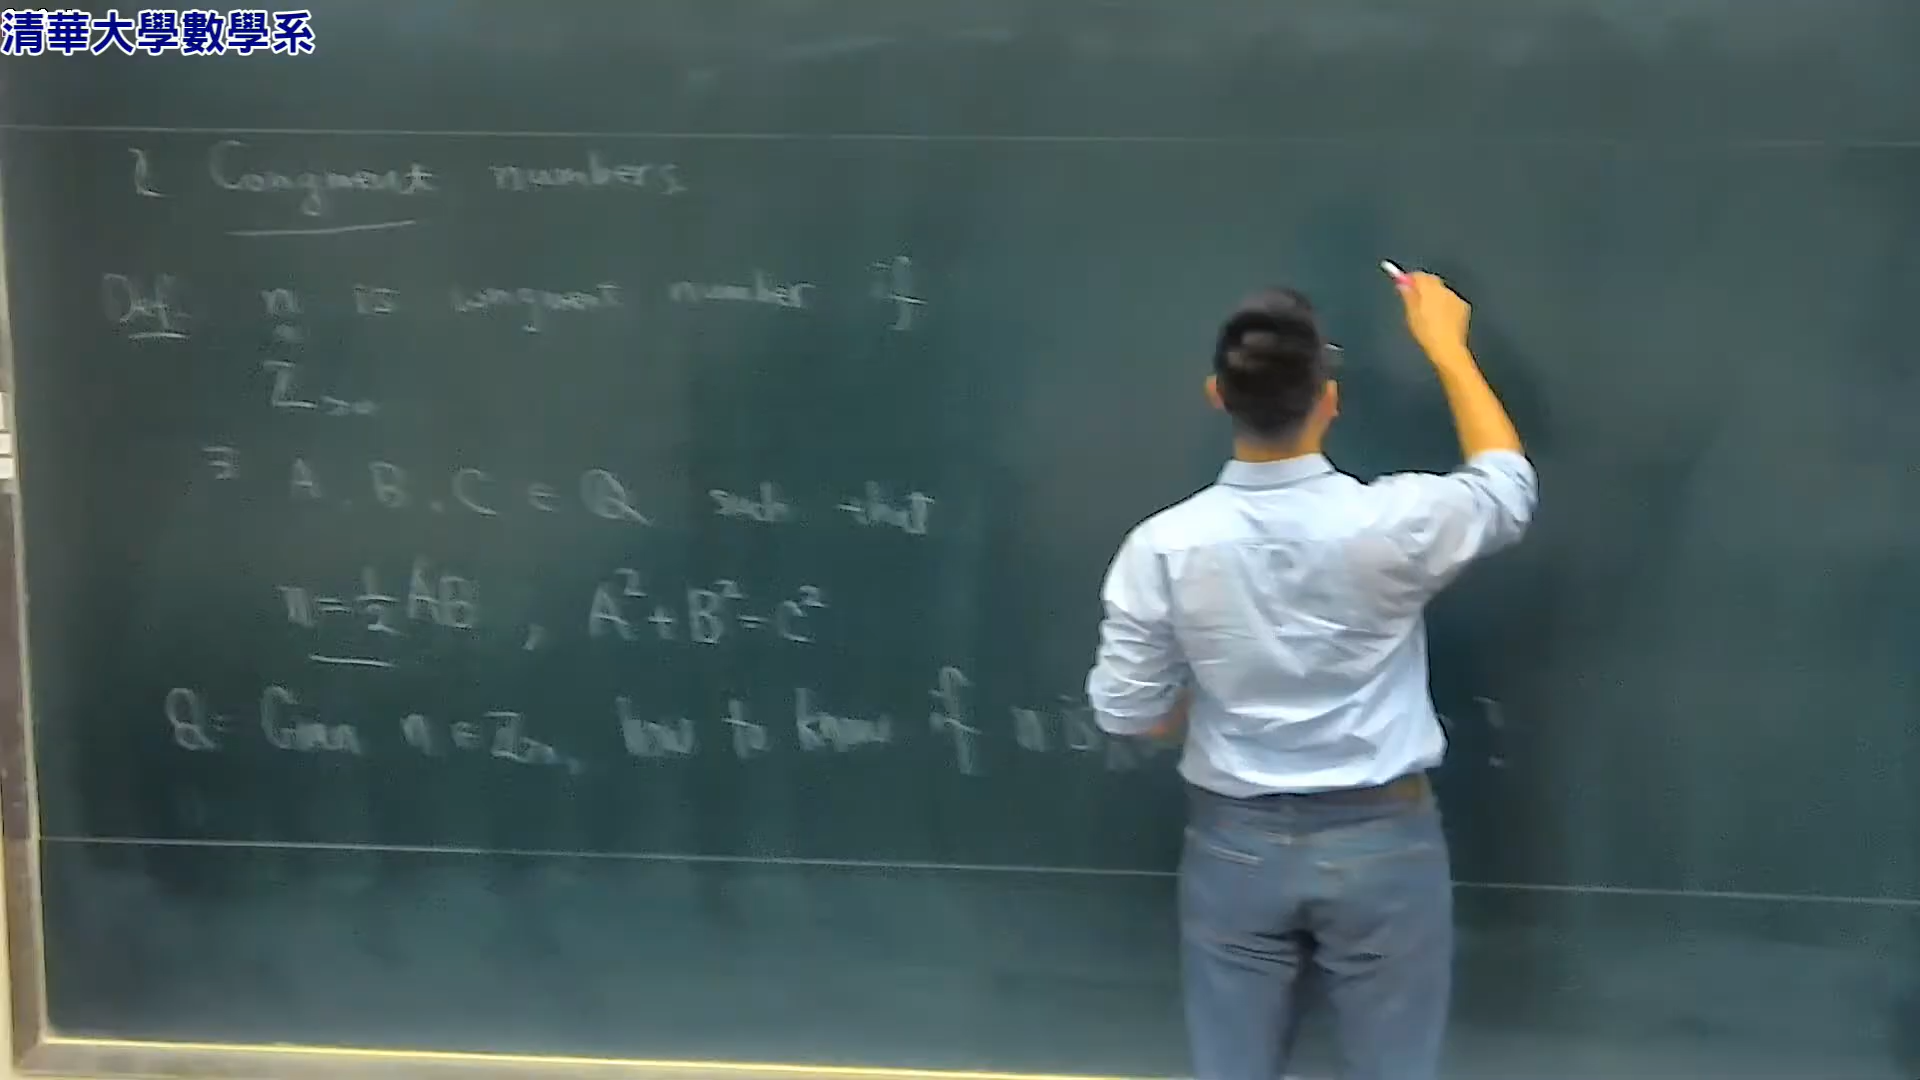 清華大學數學系
2 Congruent numbers
Def. n is congruent number if
∩
Z>0
∃ A, B, C ∈ Q such that
n = 1/2 AB , A² + B² = C²
Q: Given n ∈ Z>0, how to know if n is ?